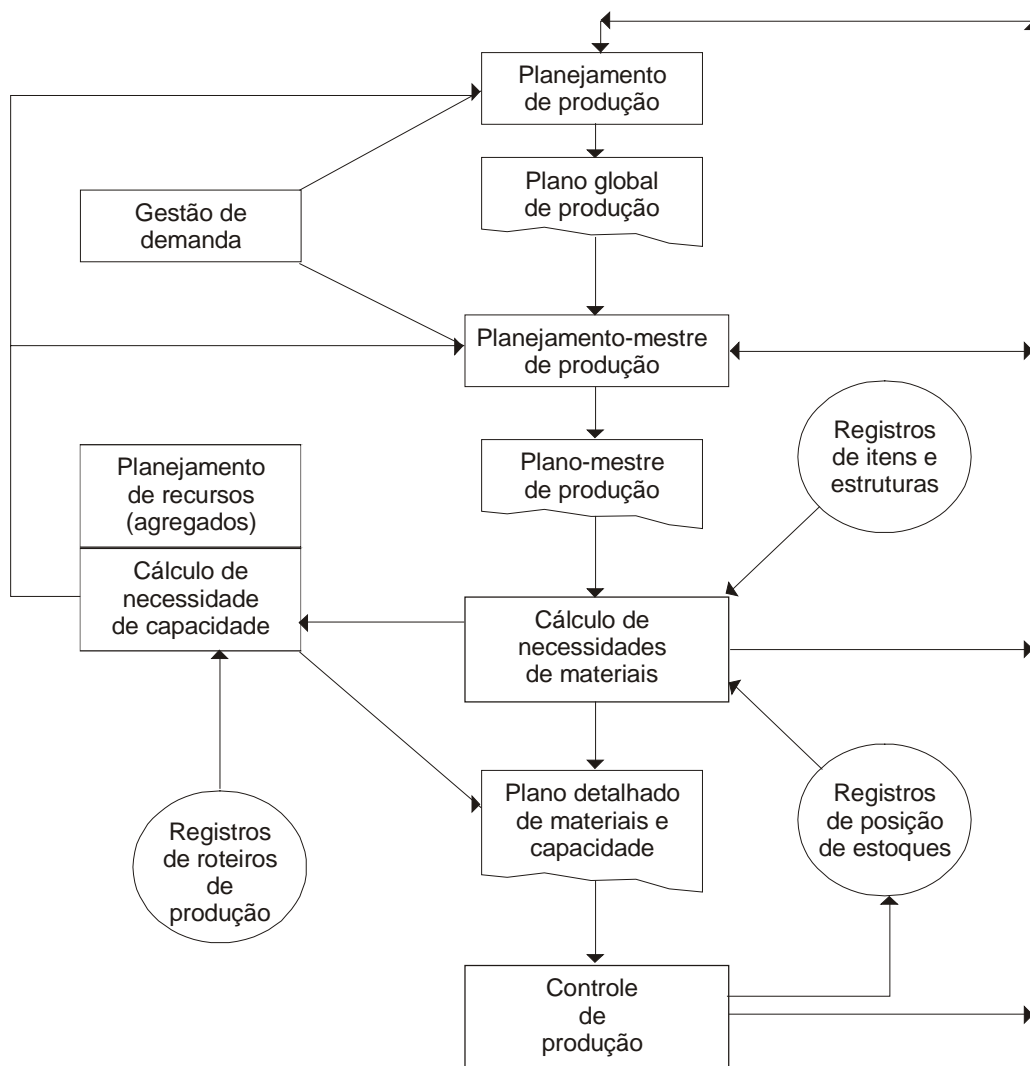 Planejamento
de produção
Plano global
de produção
Gestão de
demanda
Planejamento-mestre
de produção
Registros
de itens e
estruturas
Plano-mestre
de produção
Planejamento
de recursos
(agregados)
Cálculo de
necessidade
de capacidade
Cálculo de
necessidades
de materiais
Plano detalhado
de materiais e
capacidade
Registros
de posição
de estoques
Registros
de roteiros
de
produção
Controle
de
produção